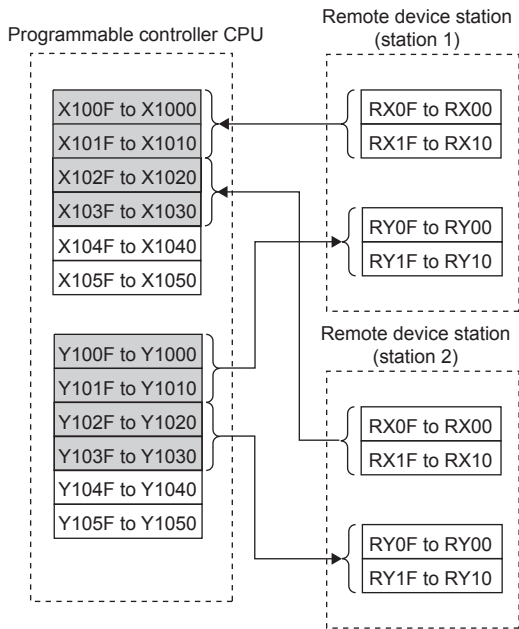 Programmable controller CPU
X100F to X1000
X101F to X1010
X102F to X1020
X103F to X1030
X104F to X1040
X105F to X1050
Y100F to Y1000
Y101F to Y1010
Y102F to Y1020
Y103F to Y1030
Y104F to Y1040
Y105F to Y1050
Remote device station
(station 1)
RX0F to RX00
RX1F to RX10
RY0F to RY00
RY1F to RY10
Remote device station
(station 2)
RX0F to RX00
RX1F to RX10
RY0F to RY00
RY1F to RY10